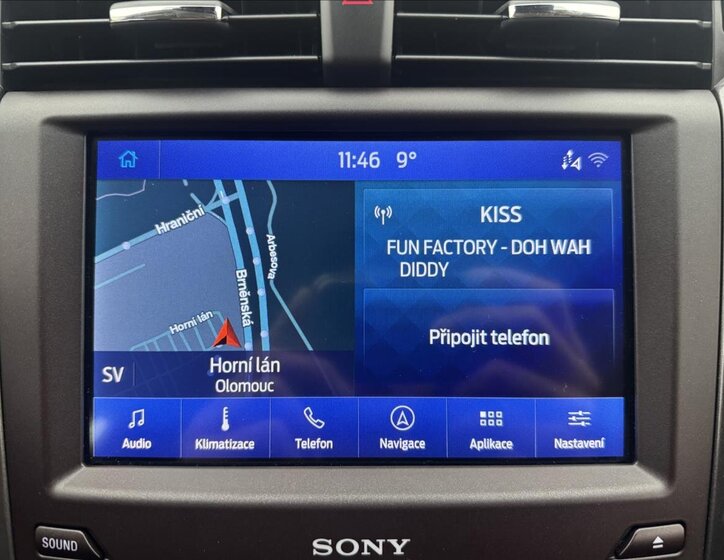 11:46 9°
Hraniční
Arbesova
Brněnská
Horní lán
SV
Horní lán
Olomouc
KISS
FUN FACTORY - DOH WAH
DIDDY
Připojit telefon
Audio
Klimatizace
Telefon
Navigace
Aplikace
Nastavení
SOUND
SONY